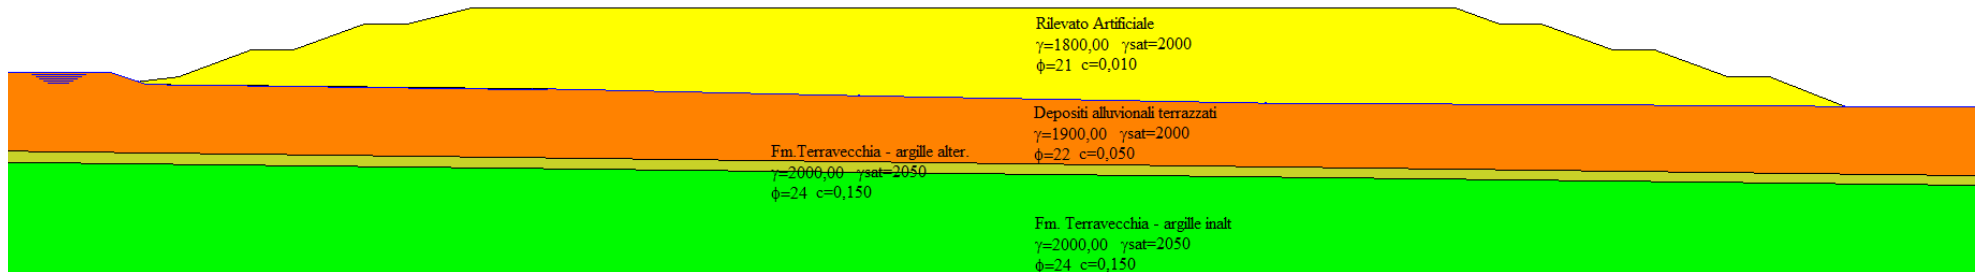 Rilevato Artificiale
γ=1800,00 γsat=2000
ϕ=21 c=0,010
Depositi alluvionali terrazzati
γ=1900,00 γsat=2000
ϕ=22 c=0,050
Fm.Terravecchia - argille alter.
γ=2000,00 γsat=2050
ϕ=24 c=0,150
Fm. Terravecchia - argille inalt
γ=2000,00 γsat=2050
ϕ=24 c=0,150